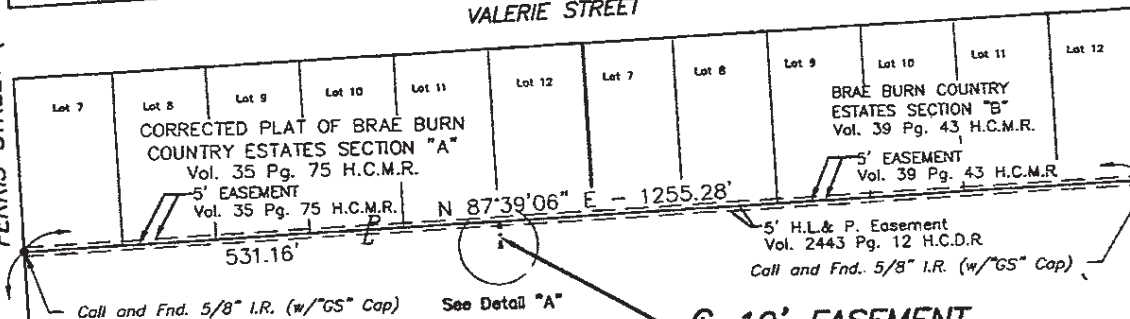 VALERIE STREET
Lot 7
Lot 8
Lot 9
Lot 10
Lot 11
Lot 12
Lot 7
Lot 8
Lot 9
Lot 10
Lot 11
Lot 12
CORRECTED PLAT OF BRAE BURN
COUNTRY ESTATES SECTION "A"
Vol. 35 Pg. 75 H.C.M.R.
5' EASEMENT
Vol. 35 Pg. 75 H.C.M.R.
BRAE BURN COUNTRY
ESTATES SECTION "B"
Vol. 39 Pg. 43 H.C.M.R.
5' EASEMENT
Vol. 39 Pg. 43 H.C.M.R
N 87°39'06" E - 1255.28'
531.16'
5' H.L.& P. Easement
Vol. 2443 Pg. 12 H.C.D.R
Call and Fnd. 5/8" I.R. (w/"GS" Cap)
Call and Fnd. 5/8" I.R. (w/"GS" Cap)
See Detail "A"
10' EASEMENT